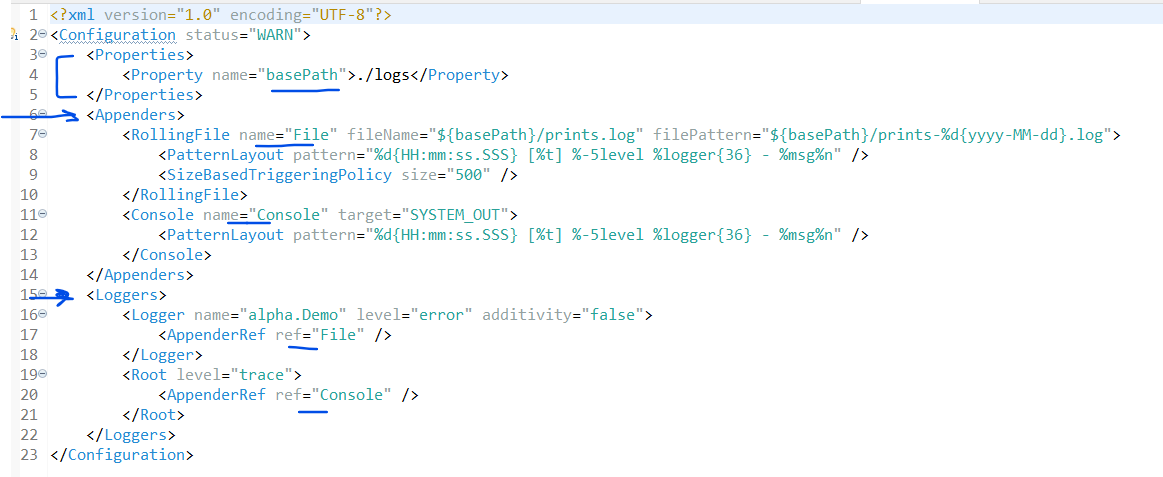 1 <?xml version="1.0" encoding="UTF-8"?>
2 <Configuration status="WARN">
3 <Properties>
4 <Property name="basePath">./logs</Property>
5 </Properties>
6 <Appenders>
7 <RollingFile name="File" fileName="${basePath}/prints.log" filePattern="${basePath}/prints-%d{yyyy-MM-dd}.log">
8 <PatternLayout pattern="%d{HH:mm:ss.SSS} [%t] %-5level %logger{36} - %msg%n" />
9 <SizeBasedTriggeringPolicy size="500" />
10 </RollingFile>
11 <Console name="Console" target="SYSTEM_OUT">
12 <PatternLayout pattern="%d{HH:mm:ss.SSS} [%t] %-5level %logger{36} - %msg%n" />
13 </Console>
14 </Appenders>
15 <Loggers>
16 <Logger name="alpha.Demo" level="error" additivity="false">
17 <AppenderRef ref="File" />
18 </Logger>
19 <Root level="trace">
20 <AppenderRef ref="Console" />
21 </Root>
22 </Loggers>
23 </Configuration>